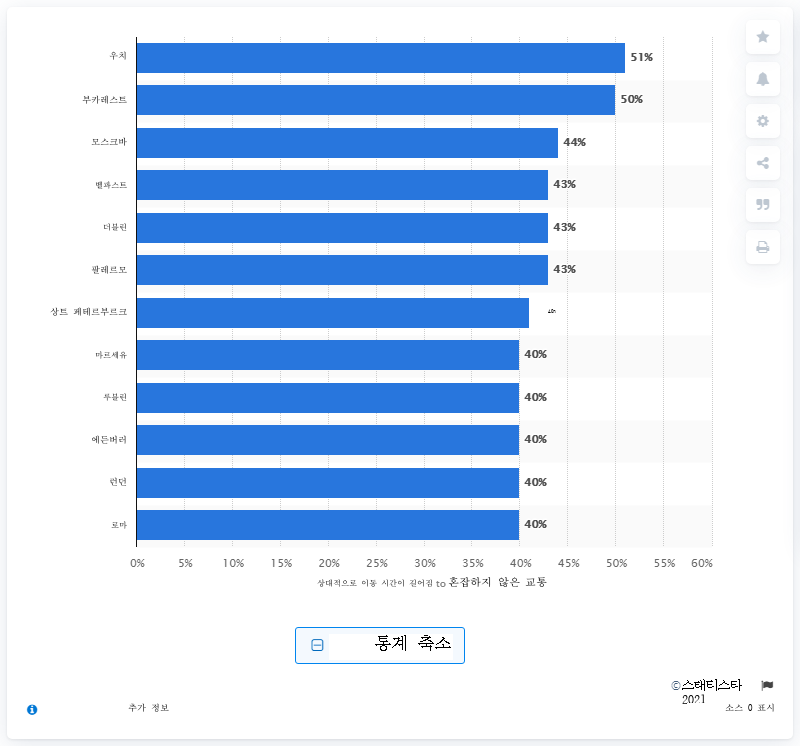 우치 51%
부카레스트 50%
모스크바 44%
벨파스트 43%
더블린 43%
팔레르모 43%
상트 페테르부르크
마르세유 40%
루블린 40%
에든버러 40%
런던 40%
로마 40%
0% 5% 10% 15% 20% 25% 30% 35% 40% 45% 50% 55% 60%
상대적으로 이동 시간이 길어짐 to 혼잡하지 않은 교통
통계 축소
©스태티스타
2021
추가 정보
소스 0 표시